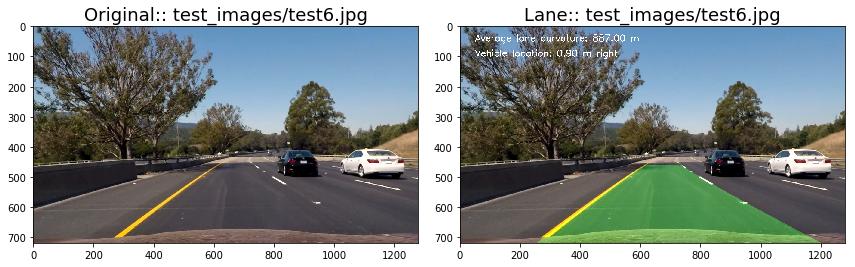 Original:: test_images/test6.jpg
Lane:: test_images/test6.jpg
Average lane curvature: 887.00 m
Vehicle location: 0.90 m right
0
100
200
300
400
500
600
700
0 200 400 600 800 1000 1200
0
100
200
300
400
500
600
700
0 200 400 600 800 1000 1200